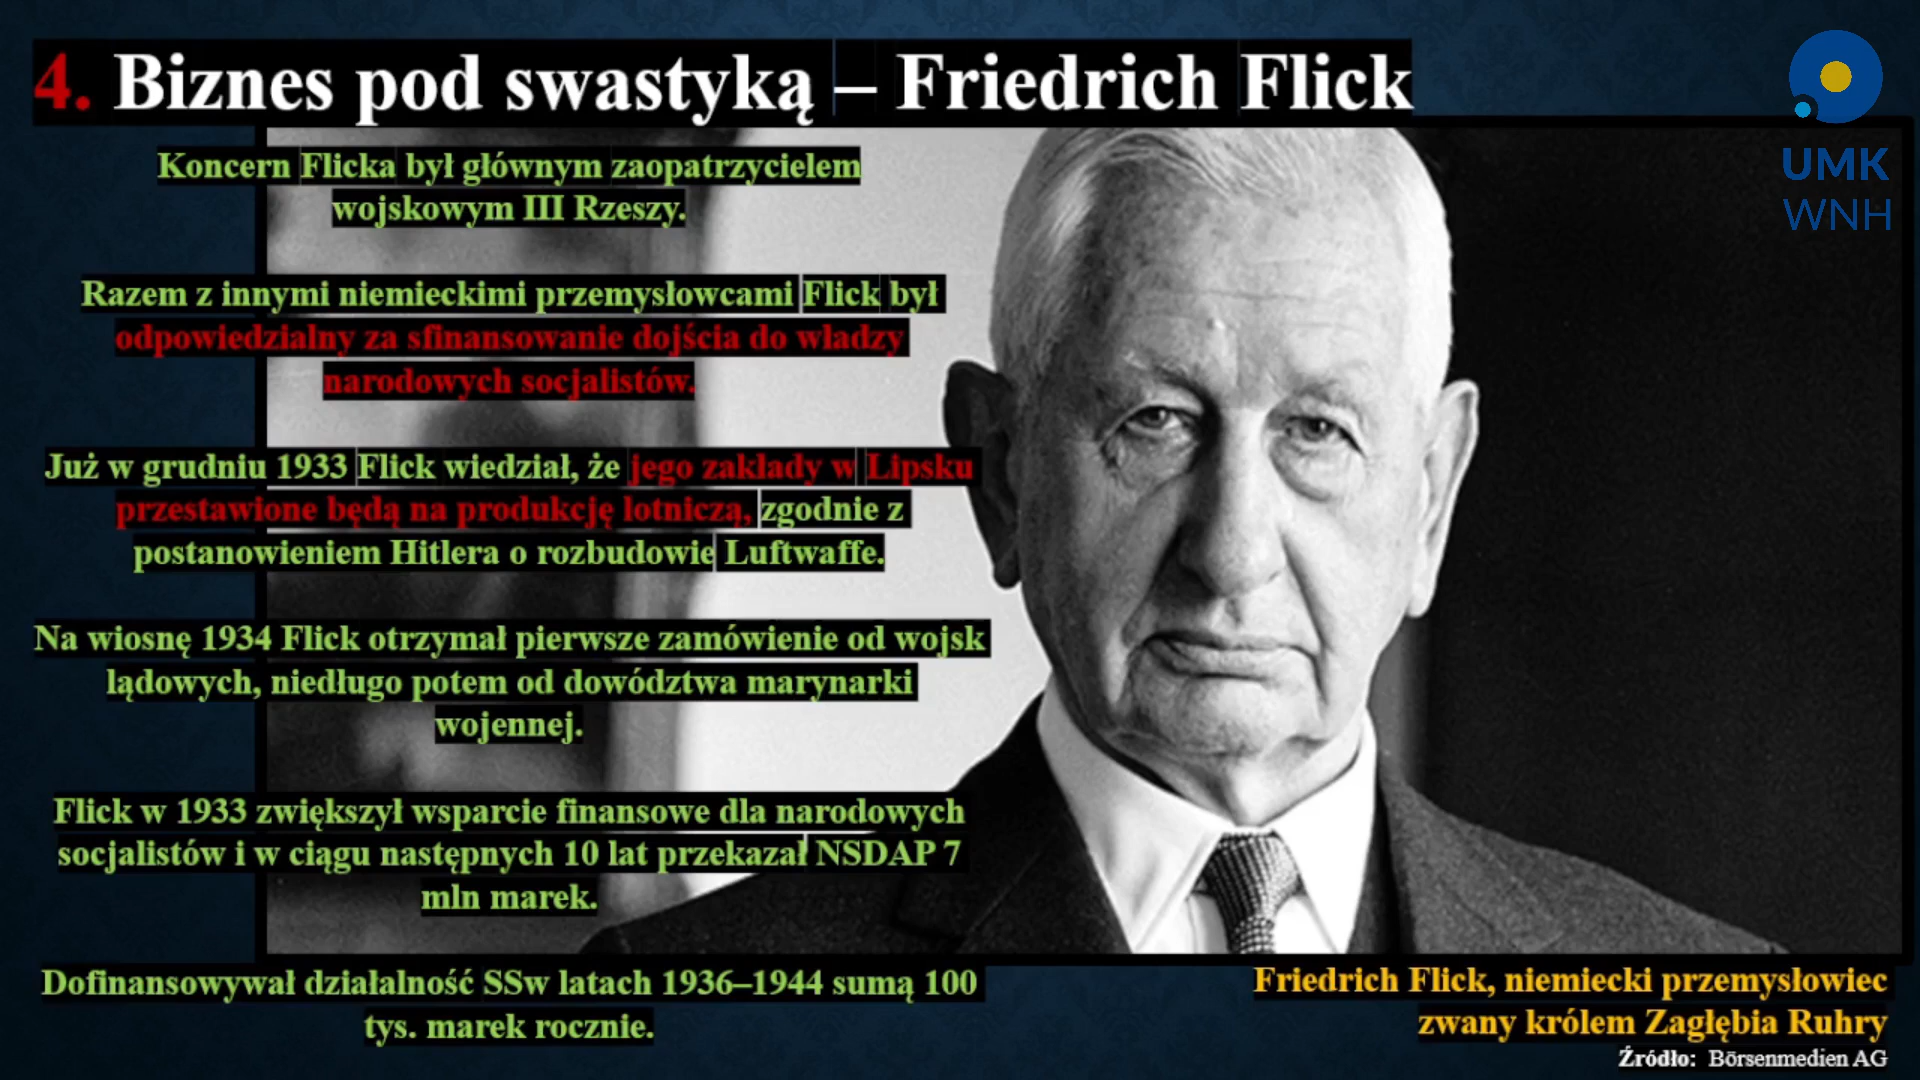 4. Biznes pod swastyką – Friedrich Flick
UMK
WNH
Koncern Flicka był głównym zaopatrzycielem
wojskowym III Rzeszy.
Razem z innymi niemieckimi przemysłowcami Flick był
odpowiedzialny za sfinansowanie dojścia do władzy
narodowych socjalistów.
Już w grudniu 1933 Flick wiedział, że jego zakłady w Lipsku
przestawione będą na produkcję lotniczą, zgodnie z
postanowieniem Hitlera o rozbudowie Luftwaffe.
Na wiosnę 1934 Flick otrzymał pierwsze zamówienie od wojsk
lądowych, niedługo potem od dowództwa marynarki
wojennej.
Flick w 1933 zwiększył wsparcie finansowe dla narodowych
socjalistów i w ciągu następnych 10 lat przekazał NSDAP 7
mln marek.
Dofinansowywał działalność SSw latach 1936–1944 sumą 100
tys. marek rocznie.
Friedrich Flick, niemiecki przemysłowiec
zwany królem Zagłębia Ruhry
Źródło: Börsenmedien AG